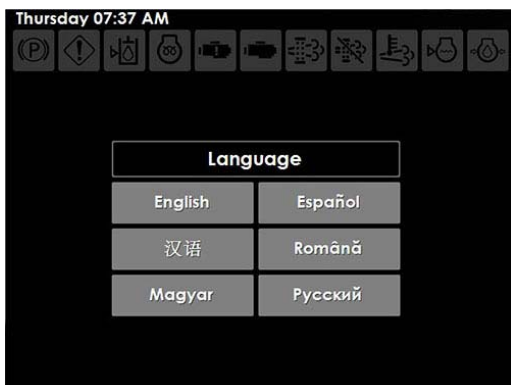 Thursday 07:37 AM
Language
English Español
汉语 Română
Magyar Русский